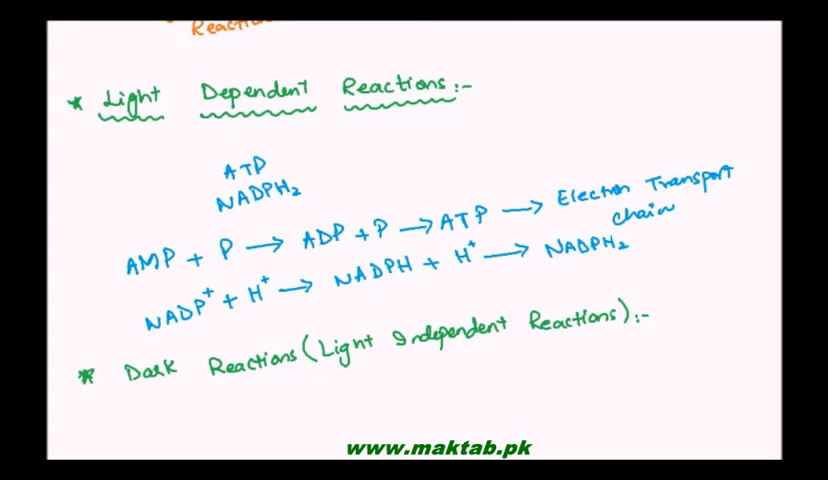 Reaction
* Light Dependent Reactions:-
ATP
NADPH₂
AMP + P → ADP + P → ATP → Electron Transport
chain
NADP⁺ + H⁺ → NADPH + H⁺ → NADPH₂
* Dark Reactions (Light Independent Reactions):-
www.maktab.pk